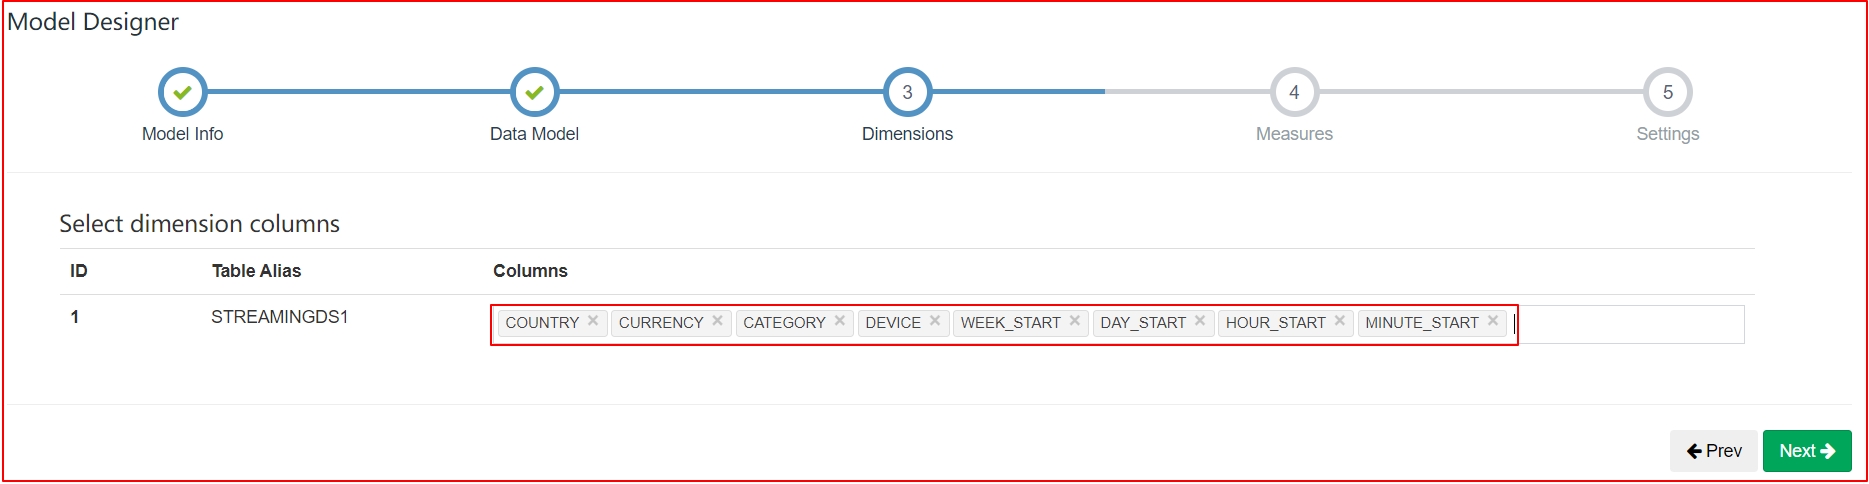 Model Designer
3 4 5
Model Info Data Model Dimensions Measures Settings
Select dimension columns
ID Table Alias Columns
1 STREAMINGDS1 COUNTRY × CURRENCY × CATEGORY × DEVICE × WEEK_START × DAY_START × HOUR_START × MINUTE_START ×
Prev Next